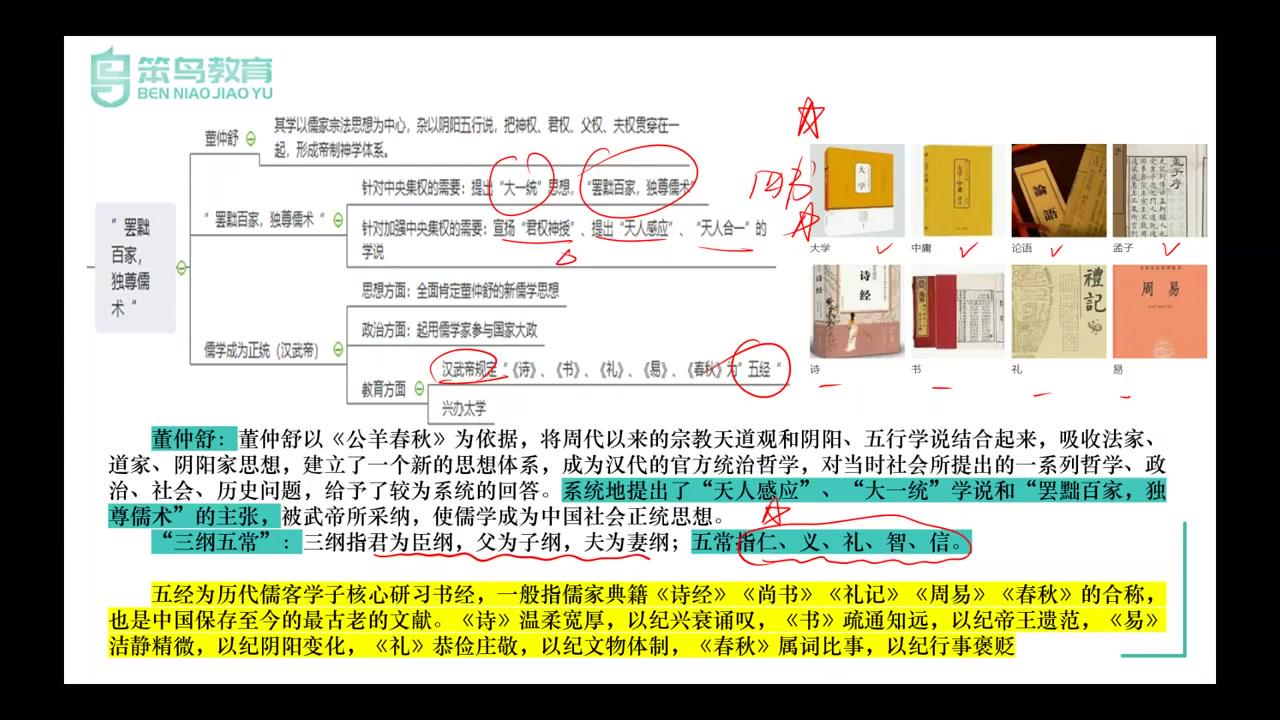 笨鸟教育
BEN NIAO JIAO YU
董仲舒
其学以儒家宗法思想为中心，杂以阴阳五行说，把神权、君权、父权、夫权贯穿在一
起，形成帝制神学体系。
“罢黜
百家，
独尊儒
术“
“罢黜百家，独尊儒术“
针对中央集权的需要：提出“大一统”思想，“罢黜百家，独尊儒术”
针对加强中央集权的需要：宣扬“君权神授”、提出“天人感应”、“天人合一”的
学说
儒学成为正统（汉武帝）
思想方面：全面肯定董仲舒的新儒学思想
政治方面：起用儒学家参与国家大政
教育方面
汉武帝规定“《诗》、《书》、《礼》、《易》、《春秋》为“五经“
兴办太学
四书
大学
中庸
论语
孟子
論語
詩经
禮記
周易
诗
书
礼
易
董仲舒：董仲舒以《公羊春秋》为依据，将周代以来的宗教天道观和阴阳、五行学说结合起来，吸收法家、
道家、阴阳家思想，建立了一个新的思想体系，成为汉代的官方统治哲学，对当时社会所提出的一系列哲学、政
治、社会、历史问题，给予了较为系统的回答。系统地提出了“天人感应”、“大一统”学说和“罢黜百家，独
尊儒术”的主张，被武帝所采纳，使儒学成为中国社会正统思想。
“三纲五常”：三纲指君为臣纲，父为子纲，夫为妻纲；五常指仁、义、礼、智、信。
五经为历代儒客学子核心研习书经，一般指儒家典籍《诗经》《尚书》《礼记》《周易》《春秋》的合称，
也是中国保存至今的最古老的文献。《诗》温柔宽厚，以纪兴衰诵叹，《书》疏通知远，以纪帝王遗范，《易》
洁静精微，以纪阴阳变化，《礼》恭俭庄敬，以纪文物体制，《春秋》属词比事，以纪行事褒贬